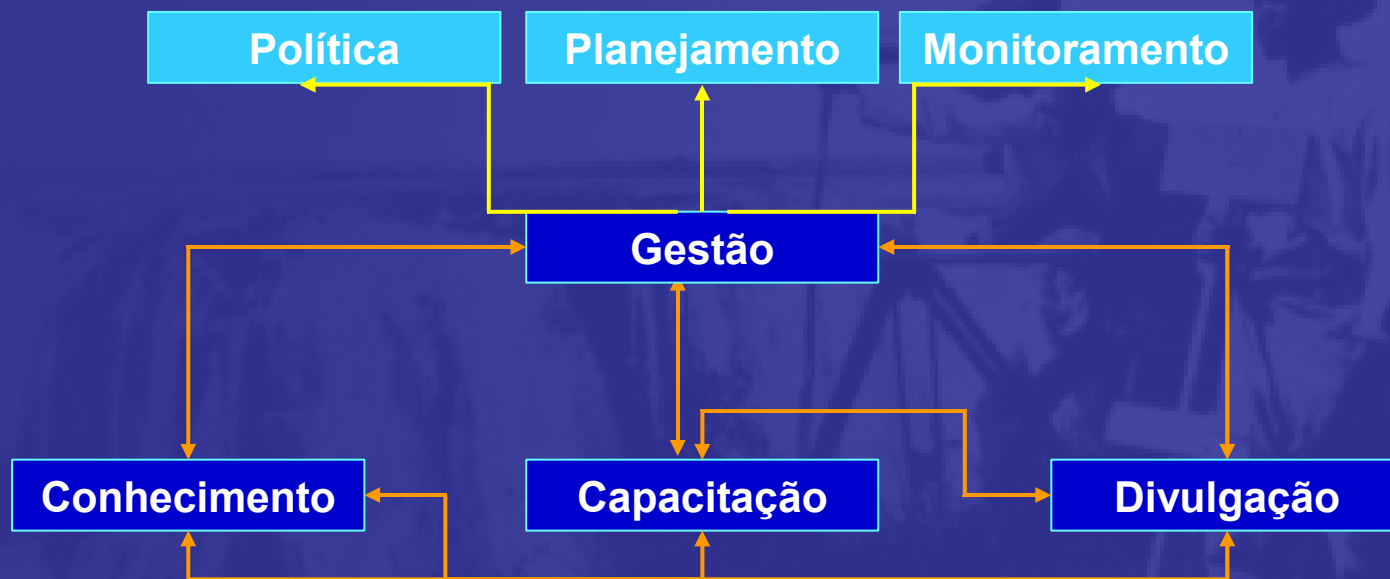 Política
Planejamento
Monitoramento
Gestão
Conhecimento
Capacitação
Divulgação